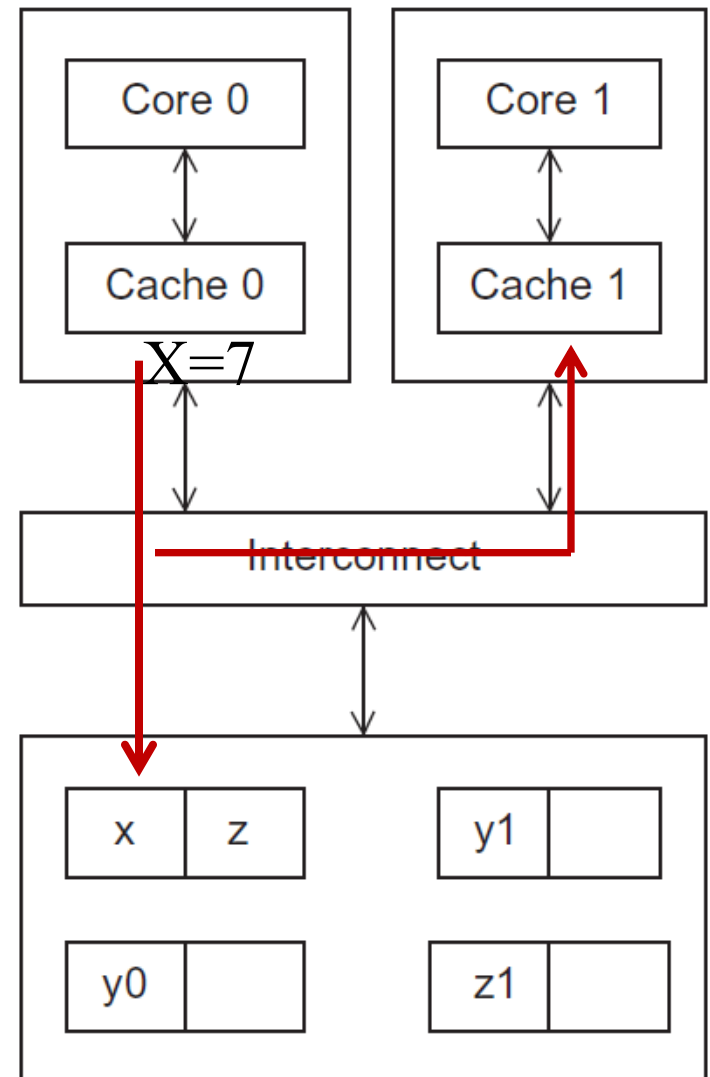 Core 0
Core 1
Cache 0
Cache 1
X=7
Interconnect
x z
y1
y0
z1